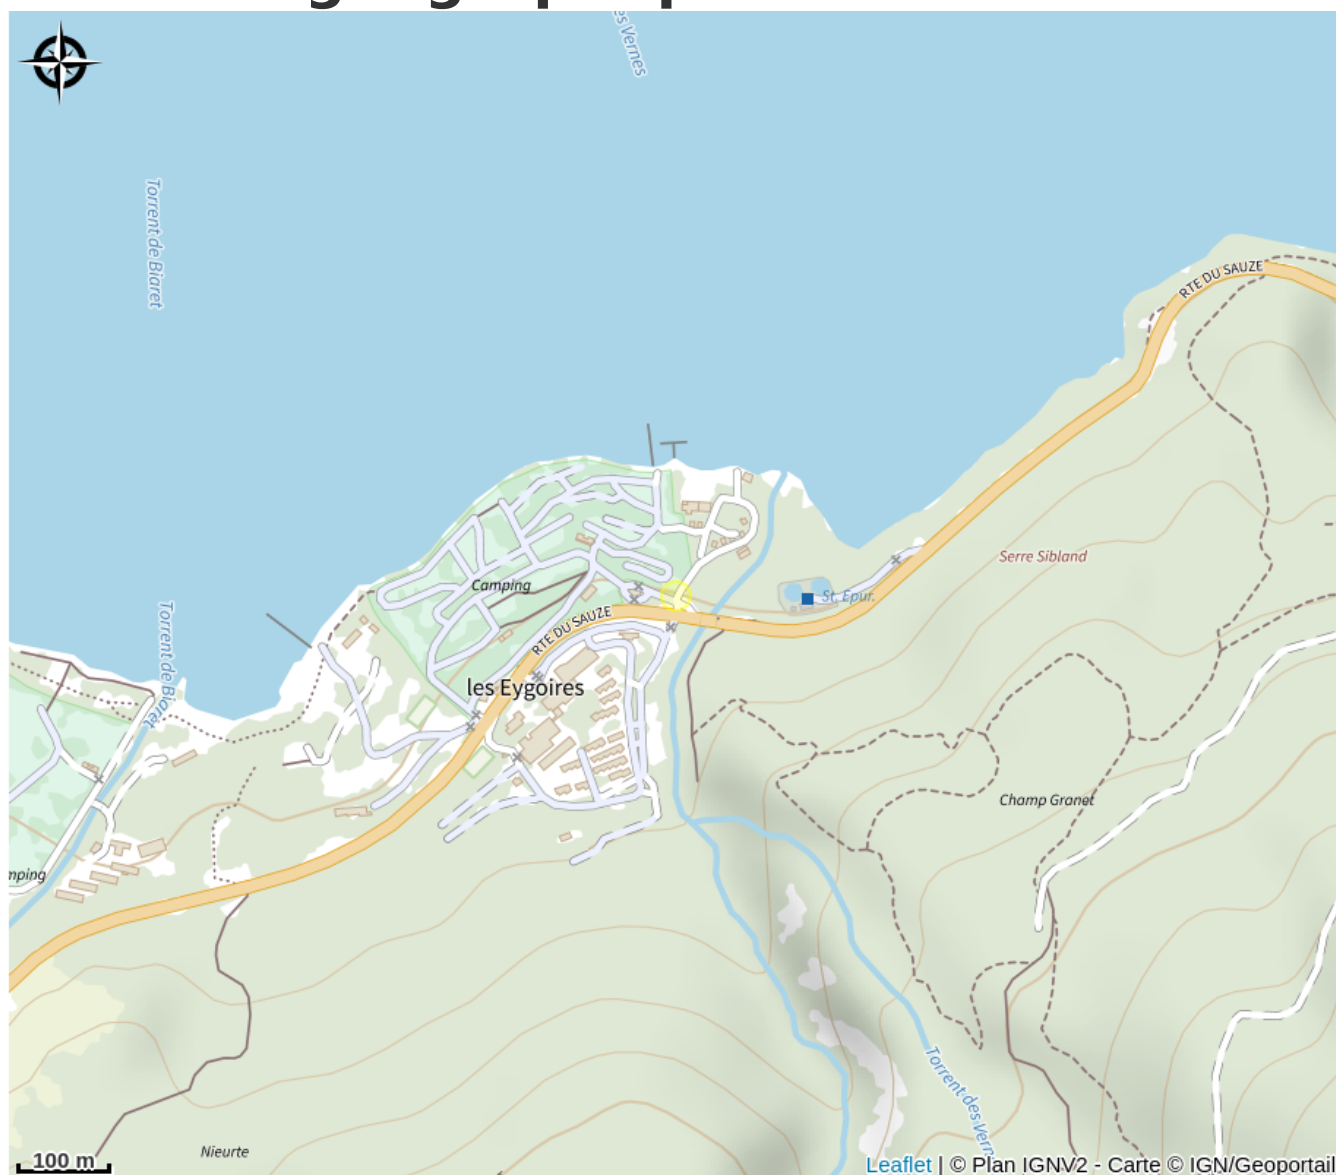 es Vernes
Torrent de Biaret
RTE DU SAUZE
Serre Sibland
Camping
St. Epur.
RTE DU SAUZE
Torrent de Biaret
les Eygoires
Champ Granet
mping
Torrent des Vern
Nieurte
100 m
Leaflet | © Plan IGNV2 - Carte © IGN/Geoportail